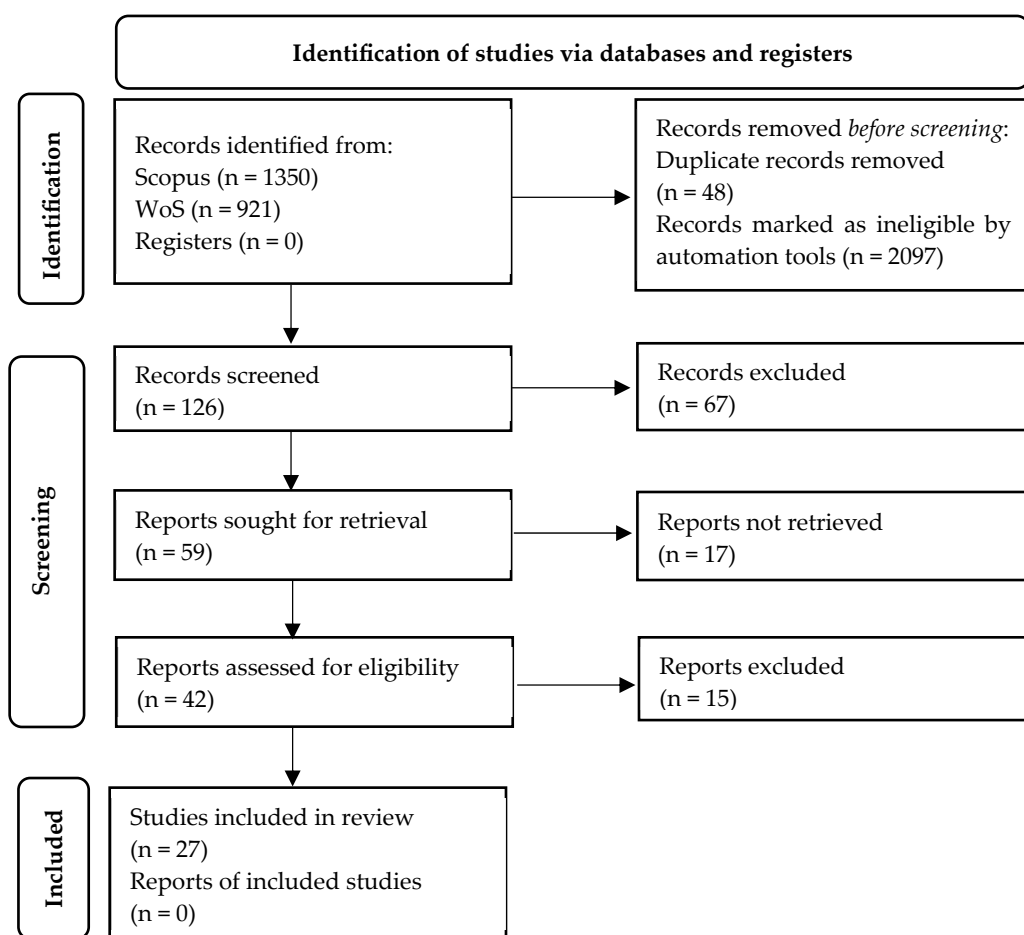 Identification of studies via databases and registers
Identification
Records identified from:
Scopus (n = 1350)
WoS (n = 921)
Registers (n = 0)
Records removed before screening:
Duplicate records removed
(n = 48)
Records marked as ineligible by
automation tools (n = 2097)
Screening
Records screened
(n = 126)
Records excluded
(n = 67)
Reports sought for retrieval
(n = 59)
Reports not retrieved
(n = 17)
Reports assessed for eligibility
(n = 42)
Reports excluded
(n = 15)
Included
Studies included in review
(n = 27)
Reports of included studies
(n = 0)